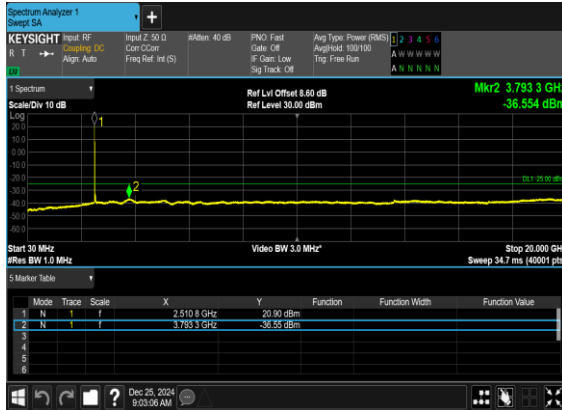 Spectrum Analyzer 1
Swept SA
+
KEYSIGHT Input: RF Input Z: 50 Ω #Atten: 40 dB PNO: Fast Avg Type: Power (RMS) 1 2 3 4 5 6
R T Coupling: DC Corr CCorr Gate: Off Avg|Hold: 100/100 A W W W W W
Align: Auto Freq Ref: Int (S) IF Gain: Low Trig: Free Run
Sig Track: Off A N N N N N
1 Spectrum Ref Lvl Offset 8.60 dB Mkr2 3.793 3 GHz
Scale/Div 10 dB Ref Level 30.00 dBm -36.554 dBm
Log
1
20.0
10.0
0.00
-10.0
-20.0
DL1 -25.00 dBm
2
-30.0
-40.0
-50.0
-60.0
Start 30 MHz Video BW 3.0 MHz* Stop 20.000 GH
#Res BW 1.0 MHz Sweep 34.7 ms (40001 pts
5 Marker Table
Mode Trace Scale X Y Function Function Width Function Value
1 N 1 f 2.510 8 GHz 20.90 dBm
2 N 1 f 3.793 3 GHz -36.55 dBm
3
4
5
6
? Dec 25, 2024
9:03:06 AM